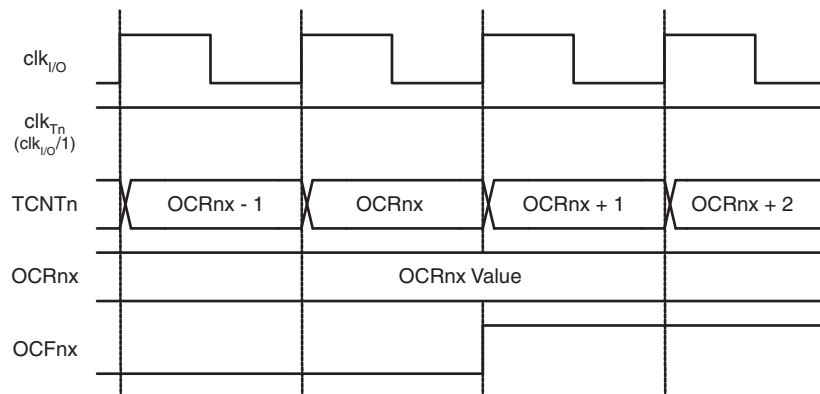 clkI/O
clkTn
(clkI/O/1)
TCNTn
OCRnx - 1
OCRnx
OCRnx + 1
OCRnx + 2
OCRnx
OCRnx Value
OCFnx